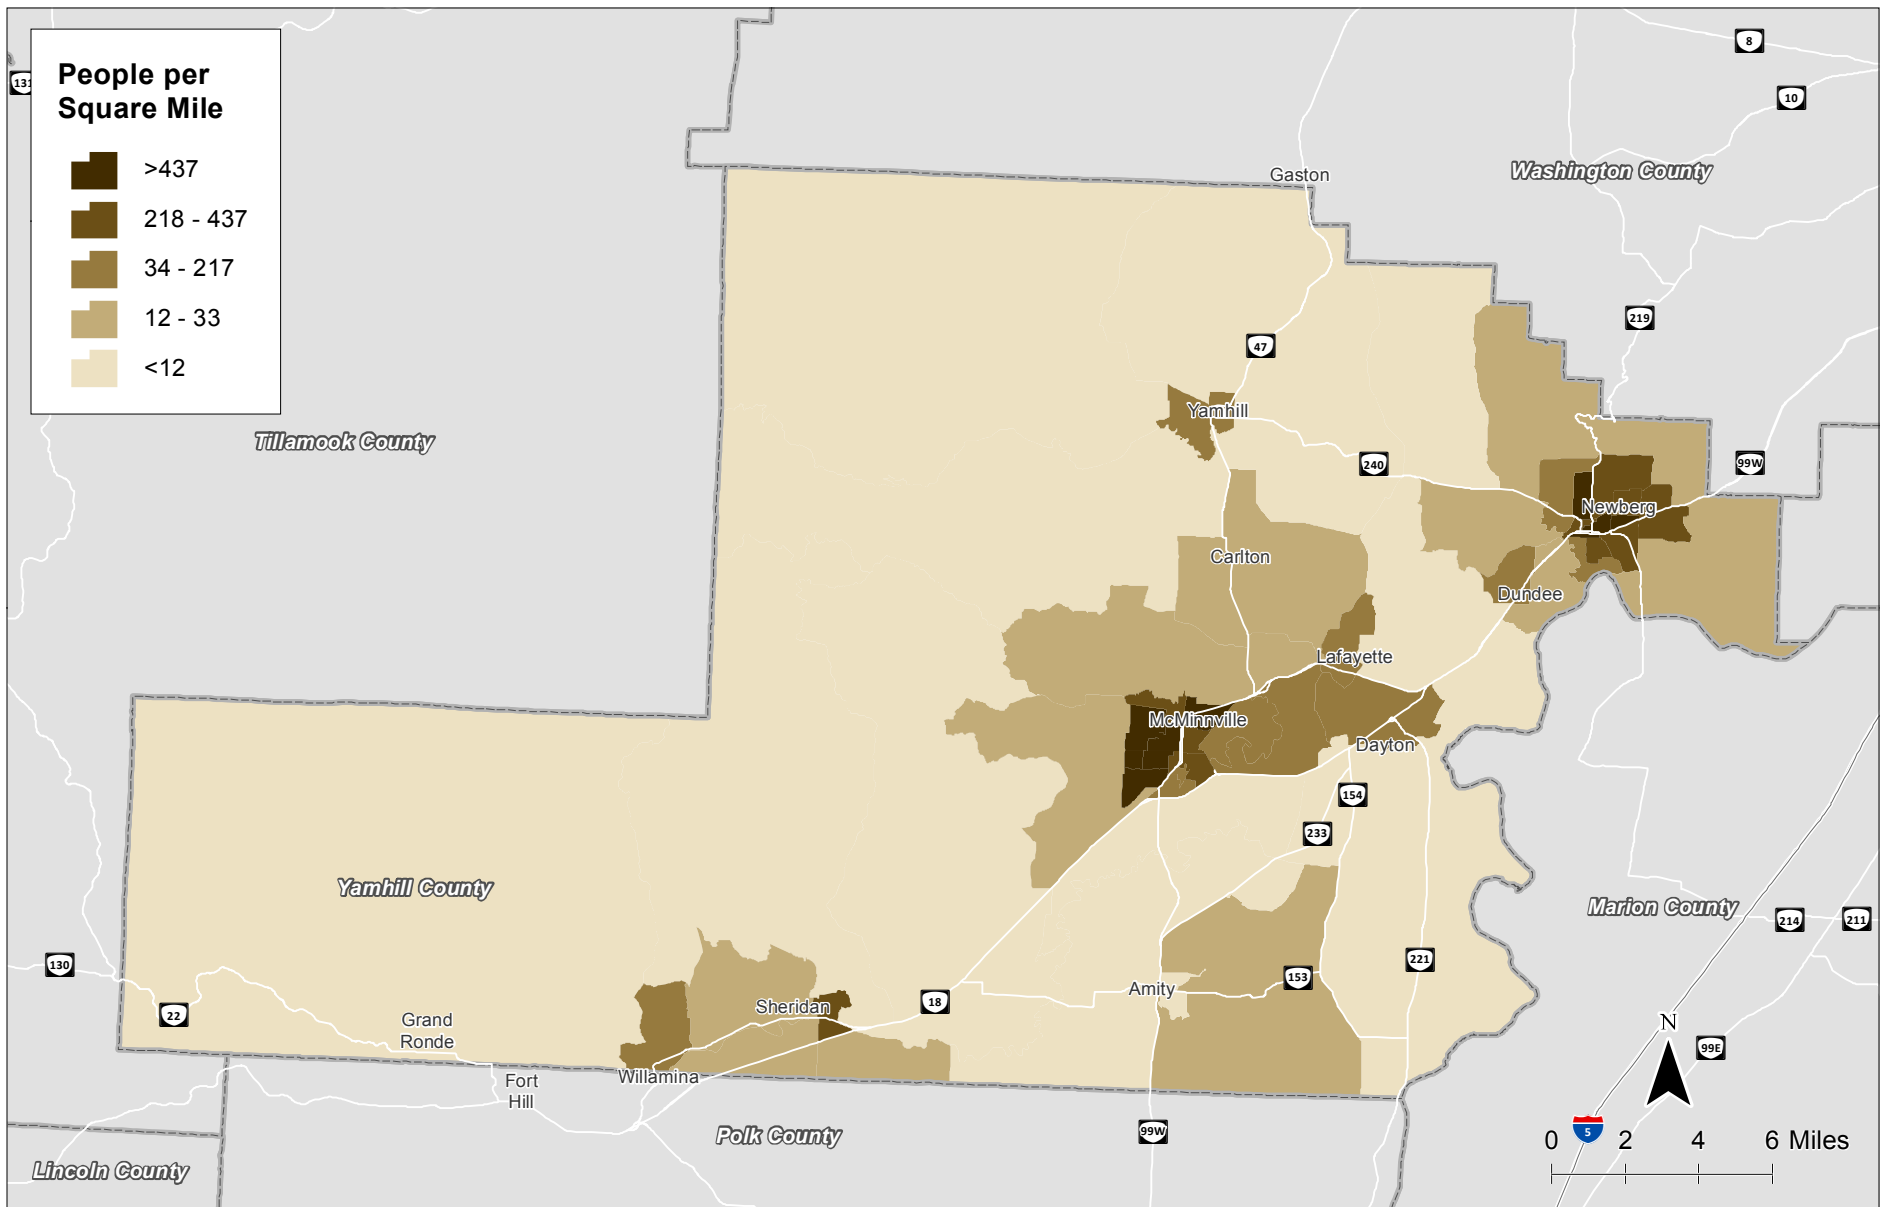 People per
Square Mile
>437
218 - 437
34 - 217
12 - 33
<12
131
8
10
Washington County
Gaston
219
47
Tillamook County
Yamhill
240
99W
Newberg
Carlton
Dundee
Lafayette
McMinnville
Dayton
154
233
Yamhill County
Marion County
214
211
130
221
153
Amity
18
Sheridan
22
Grand
Ronde
N
99E
Willamina
Fort
Hill
Polk County
99W
5
0 2 4 6 Miles
Lincoln County